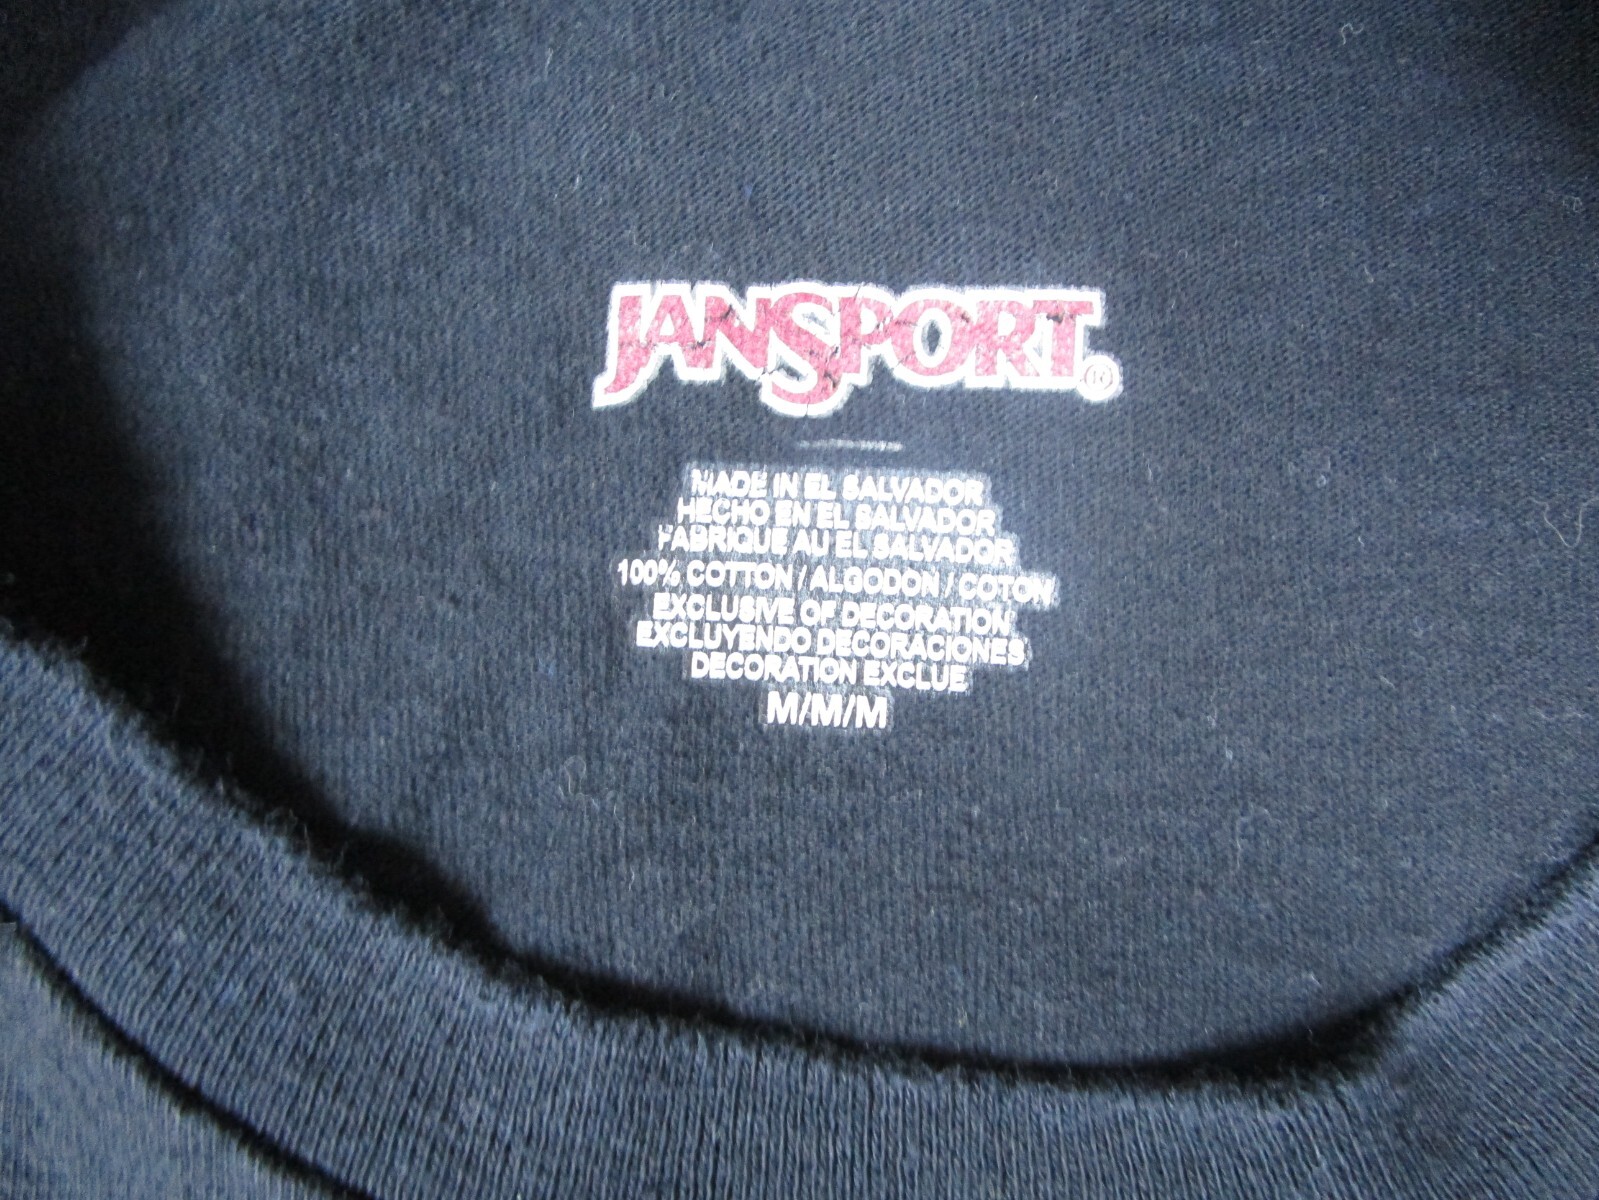 JANSPORT®
MADE IN EL SALVADOR
HECHO EN EL SALVADOR
FABRIQUE AU EL SALVADOR
100% COTTON / ALGODON / COTON
EXCLUSIVE OF DECORATION
EXCLUYENDO DECORACIONES
DECORATION EXCLUE
M/M/M